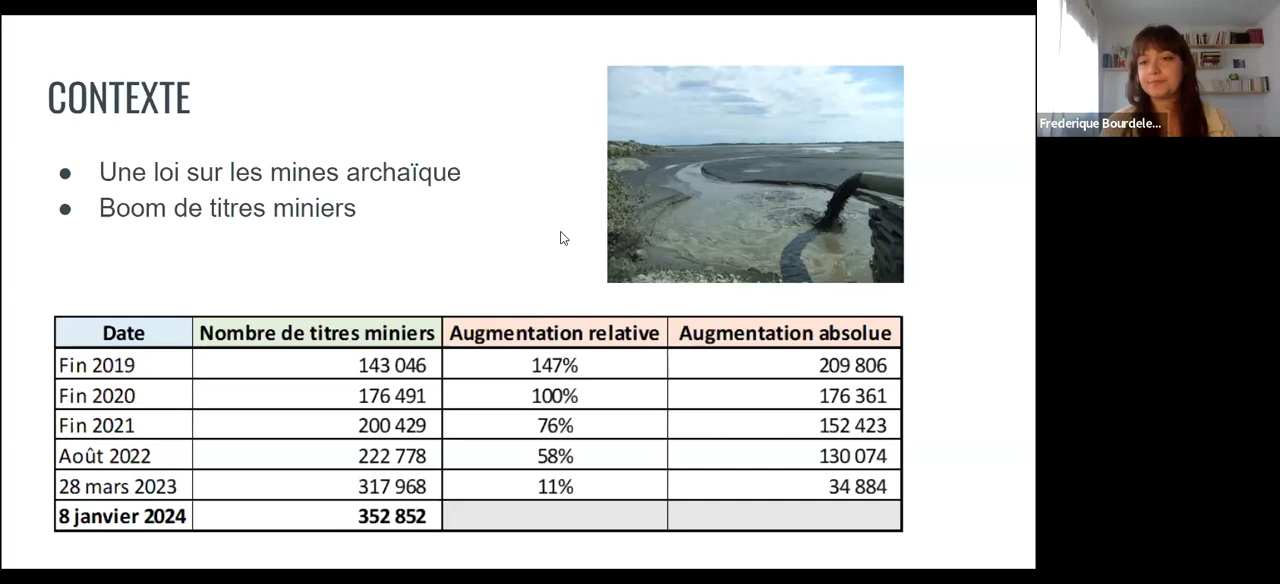 CONTEXTE
● Une loi sur les mines archaïque
● Boom de titres miniers
Frederique Bourdele...
Date Nombre de titres miniers Augmentation relative Augmentation absolue
Fin 2019 143 046 147% 209 806
Fin 2020 176 491 100% 176 361
Fin 2021 200 429 76% 152 423
Août 2022 222 778 58% 130 074
28 mars 2023 317 968 11% 34 884
8 janvier 2024 352 852